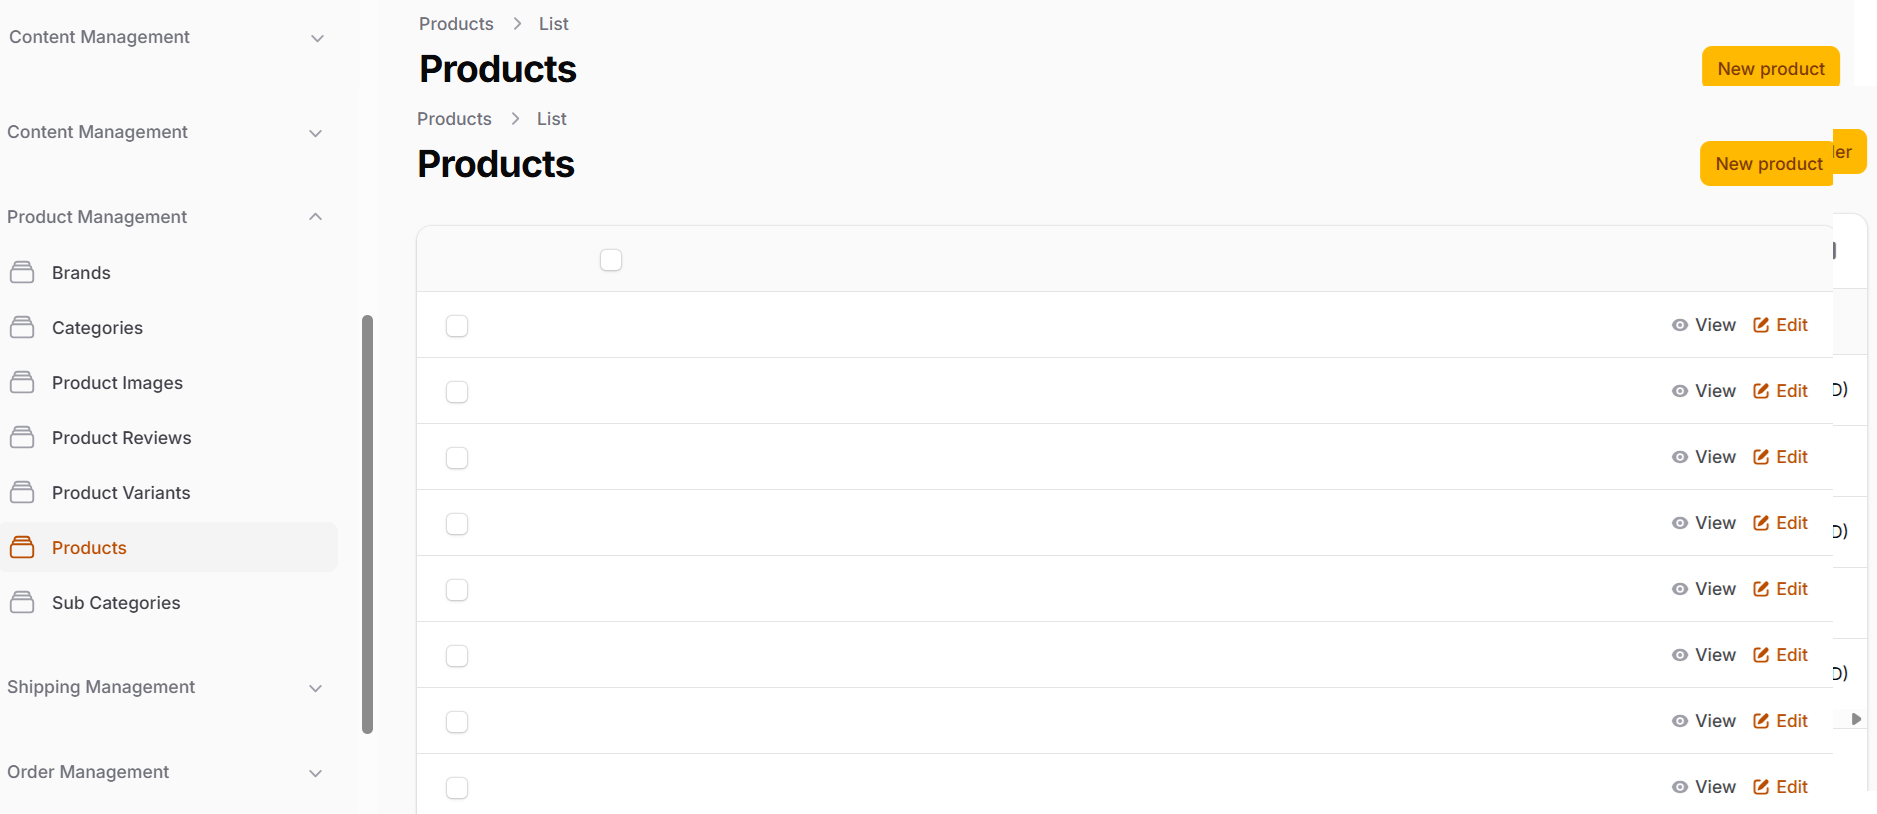 Content Management
Products > List
Products
New product
Content Management
Products > List
Products
New product
Product Management
Brands
Categories
Product Images
Product Reviews
Product Variants
Products
Sub Categories
Shipping Management
Order Management
View Edit
View Edit
D)
View Edit
View Edit
D)
View Edit
View Edit
D)
View Edit
View Edit